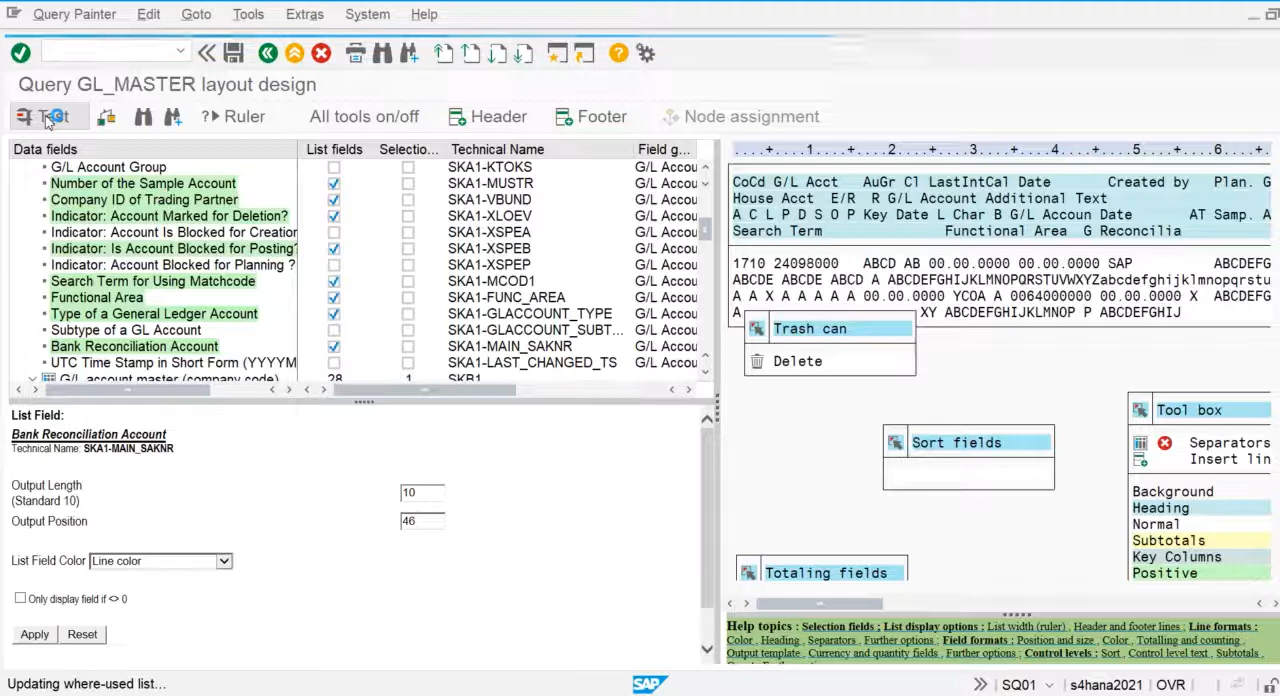 Query Painter Edit Goto Tools Extras System Help
Query GL_MASTER layout design
Ruler All tools on/off Header Footer Node assignment
Data fields List fields Selectio... Technical Name Field g...
G/L Account Group SKA1-KTOKS G/L Accou
Number of the Sample Account SKA1-MUSTR G/L Accou
Company ID of Trading Partner SKA1-VBUND G/L Accou
Indicator: Account Marked for Deletion? SKA1-XLOEV G/L Accou
Indicator: Account Is Blocked for Creation SKA1-XSPEA G/L Accou
Indicator: Is Account Blocked for Posting? SKA1-XSPEB G/L Accou
Indicator: Account Blocked for Planning ? SKA1-XSPEP G/L Accou
Search Term for Using Matchcode SKA1-MCOD1 G/L Accou
Functional Area SKA1-FUNC_AREA G/L Accou
Type of a General Ledger Account SKA1-GLACCOUNT_TYPE G/L Accou
Subtype of a GL Account SKA1-GLACCOUNT_SUBT... G/L Accou
Bank Reconciliation Account SKA1-MAIN_SAKNR G/L Accou
UTC Time Stamp in Short Form (YYYYM SKA1-LAST_CHANGED_TS G/L Accou
G/L account master (company code) 28 1 SKB1
List Field:
Bank Reconciliation Account
Technical Name: SKA1-MAIN_SAKNR
Output Length 10
(Standard 10)
Output Position 46
List Field Color Line color
Only display field if <> 0
Apply Reset
....+....1....+....2....+....3....+....4....+....5....+....6....+.
CoCd G/L Acct AuGr Cl LastIntCal Date Created by Plan. G
House Acct E/R R G/L Account Additional Text
A C L P D S O P Key Date L Char B G/L Accoun Date AT Samp. A
Search Term Functional Area G Reconcilia
1710 24098000 ABCD AB 00.00.0000 00.00.0000 SAP ABCDEFG
ABCDE ABCDE ABCD A ABCDEFGHIJKLMNOPQRSTUVWXYZabcdefghijklmnopqrstu
A A X A A A A A 00.00.0000 YCOA A 0064000000 00.00.0000 X ABCDEFG
XY ABCDEFGHIJKLMNOP P ABCDEFGHIJ
Trash can
Delete
Sort fields
Totaling fields
Tool box
Separators
Insert lin
Background
Heading
Normal
Subtotals
Key Columns
Positive
Help topics : Selection fields ; List display options : List width (ruler) , Header and footer lines ; Line formats :
Color , Heading , Separators , Further options ; Field formats : Position and size , Color , Totalling and counting ,
Output template , Currency and quantity fields , Further options ; Control levels : Sort , Control level text , Subtotals ,
Updating where-used list... SAP SQ01 s4hana2021 OVR